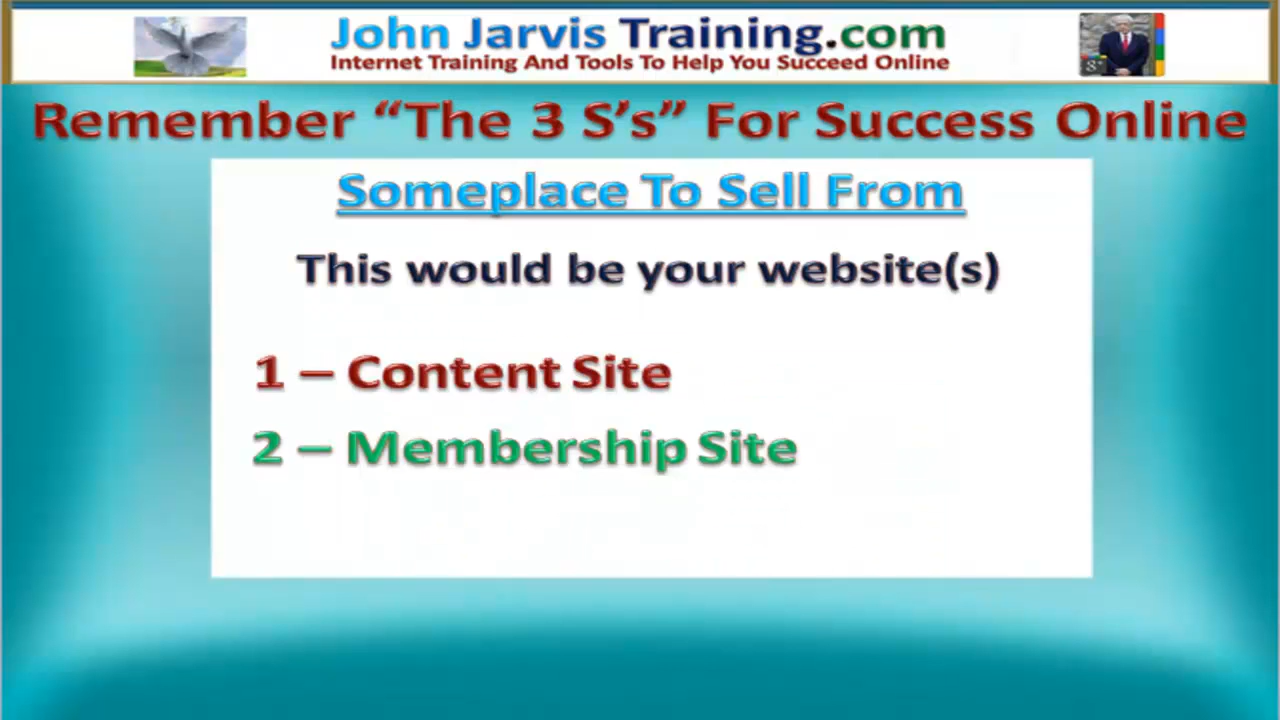 John Jarvis Training.com
Internet Training And Tools To Help You Succeed Online
Remember “The 3 S’s” For Success Online
Someplace To Sell From
This would be your website(s)
1 – Content Site
2 – Membership Site